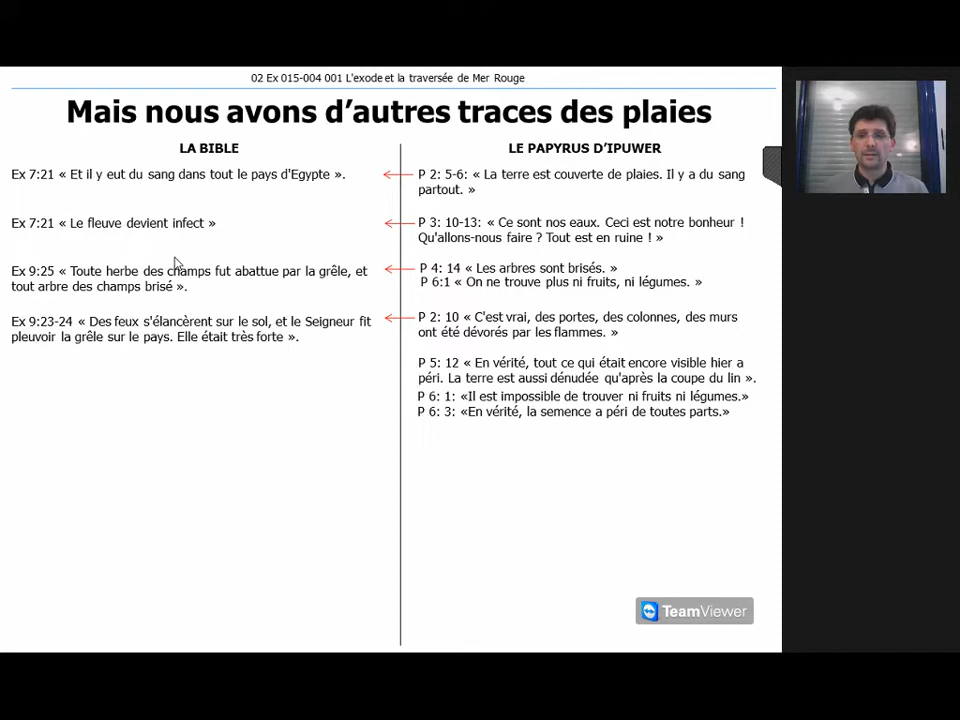 02 Ex 015-004 001 L'exode et la traversée de Mer Rouge
Mais nous avons d'autres traces des plaies
LA BIBLE
Ex 7:21 « Et il y eut du sang dans tout le pays d'Egypte ».
Ex 7:21 « Le fleuve devient infect »
Ex 9:25 « Toute herbe des champs fut abattue par la grêle, et
tout arbre des champs brisé ».
Ex 9:23-24 « Des feux s'élancèrent sur le sol, et le Seigneur fit
pleuvoir la grêle sur le pays. Elle était très forte ».
LE PAPYRUS D'IPUWER
P 2: 5-6: « La terre est couverte de plaies. Il y a du sang
partout. »
P 3: 10-13: « Ce sont nos eaux. Ceci est notre bonheur !
Qu'allons-nous faire ? Tout est en ruine ! »
P 4: 14 « Les arbres sont brisés. »
P 6:1 « On ne trouve plus ni fruits, ni légumes. »
P 2: 10 « C'est vrai, des portes, des colonnes, des murs
ont été dévorés par les flammes. »
P 5: 12 « En vérité, tout ce qui était encore visible hier a
péri. La terre est aussi dénudée qu'après la coupe du lin ».
P 6: 1: «Il est impossible de trouver ni fruits ni légumes.»
P 6: 3: «En vérité, la semence a péri de toutes parts.»
TeamViewer